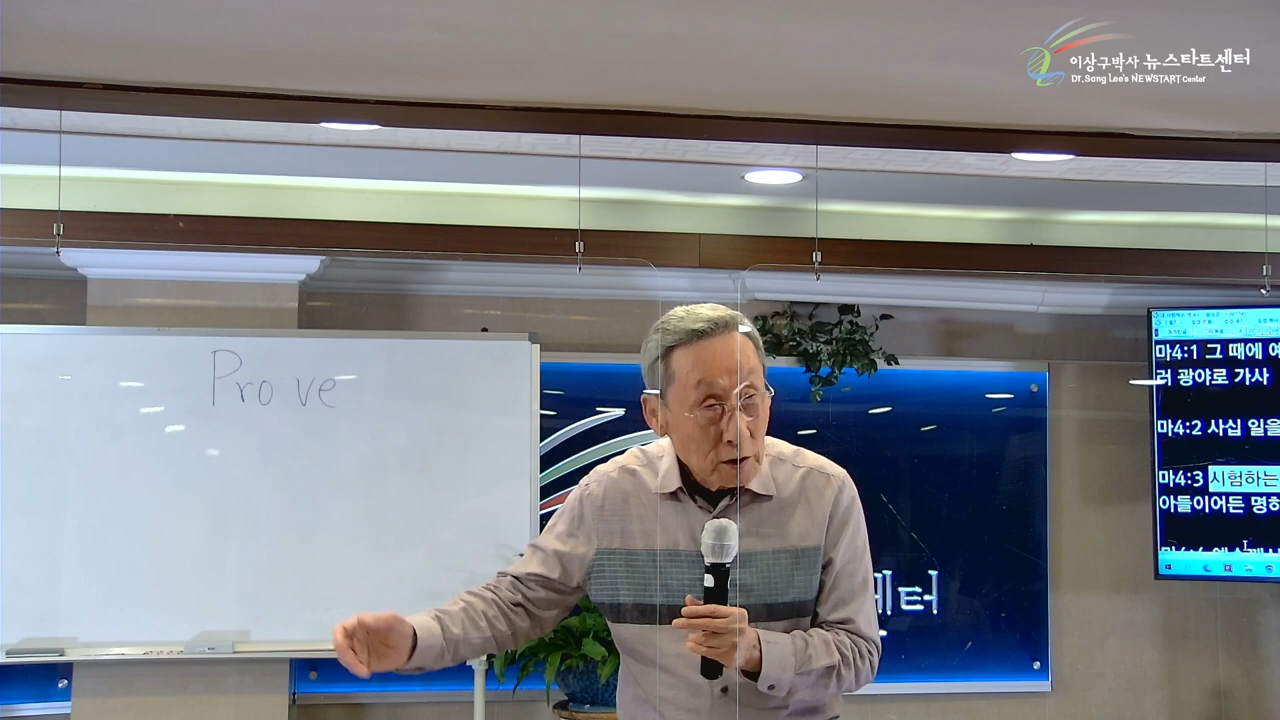 이상구박사 뉴스타트센터
Dr. Sang Lee's NEWSTART Center
Prove
마4:1 그 때에
러 광야로 가사
마4:2 사십 일을
마4:3 시험하는
아들이어든 명하
센터